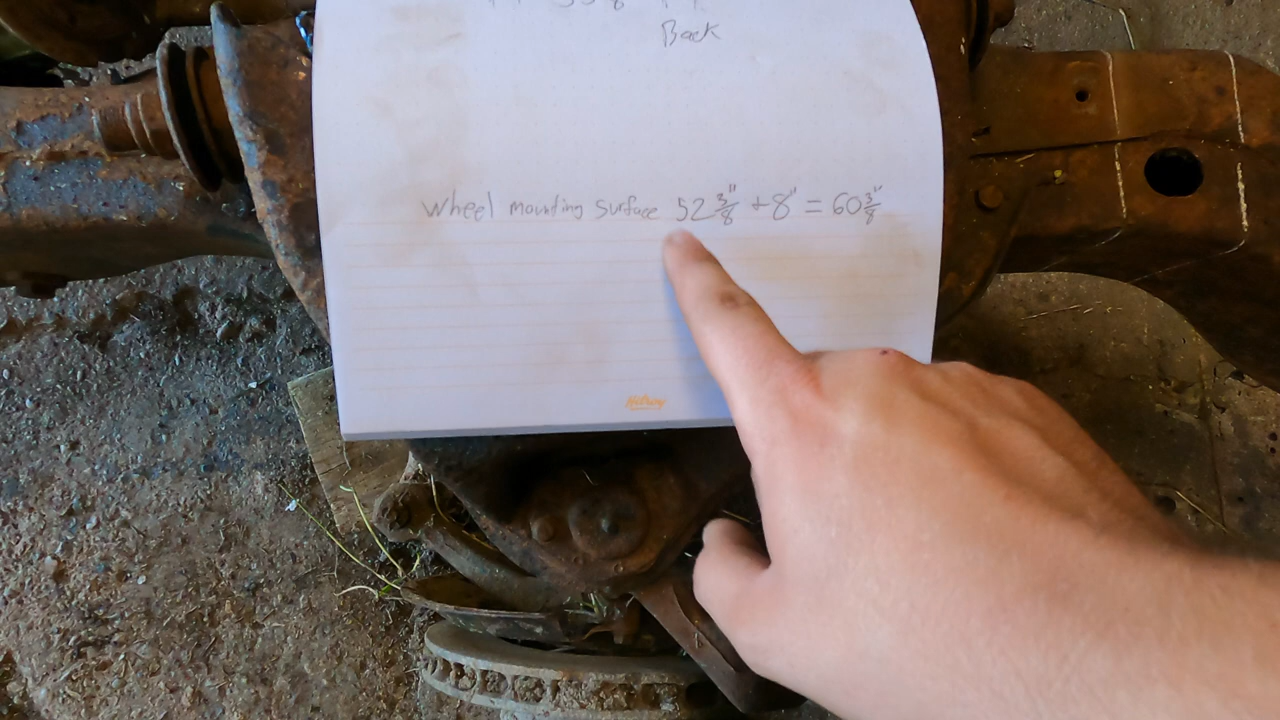 Back
Wheel mounting surface 52 3/8" + 8" = 60 3/8"